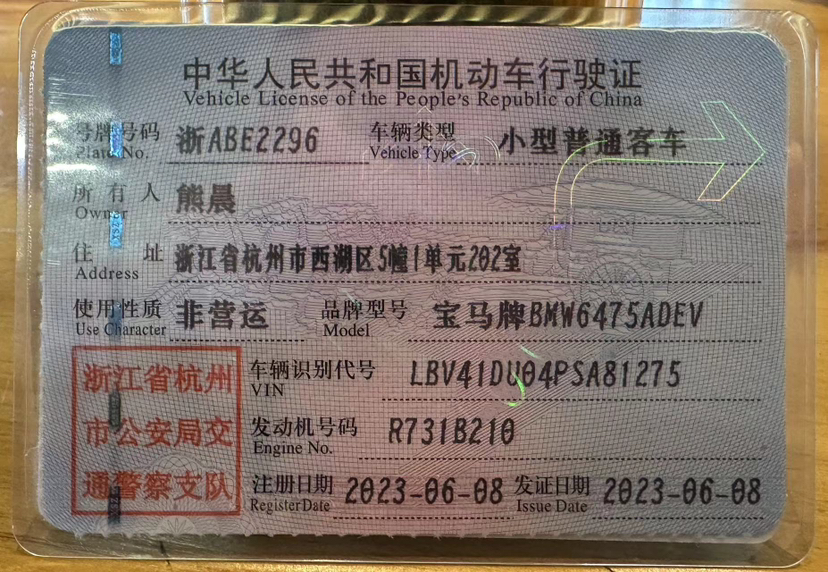 中华人民共和国机动车行驶证
Vehicle License of the People's Republic of China
号牌号码 浙ABE2296 车辆类型 小型普通客车
Plate No. Vehicle Type
所有人 熊晨
Owner
住址 浙江省杭州市西湖区5幢1单元202室
Address
使用性质 非营运 品牌型号 宝马牌BMW6475ADEV
Use Character Model
浙江省杭州
市公安局交
通警察支队
车辆识别代号 LBV41DU04PSA81275
VIN
发动机号码 R731B210
Engine No.
注册日期 2023-06-08 发证日期 2023-06-08
Register Date Issue Date